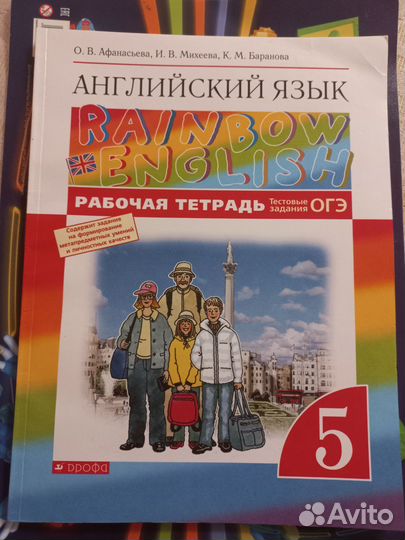 О. В. Афанасьева, И. В. Михеева, К. М. Баранова
АНГЛИЙСКИЙ ЯЗЫК
RAINBOW
ENGLISH
РАБОЧАЯ ТЕТРАДЬ Тестовые задания ОГЭ
Содержит задание
на формирование
метапредметных умений
и личностных качеств
5
ДРОФА
Avito